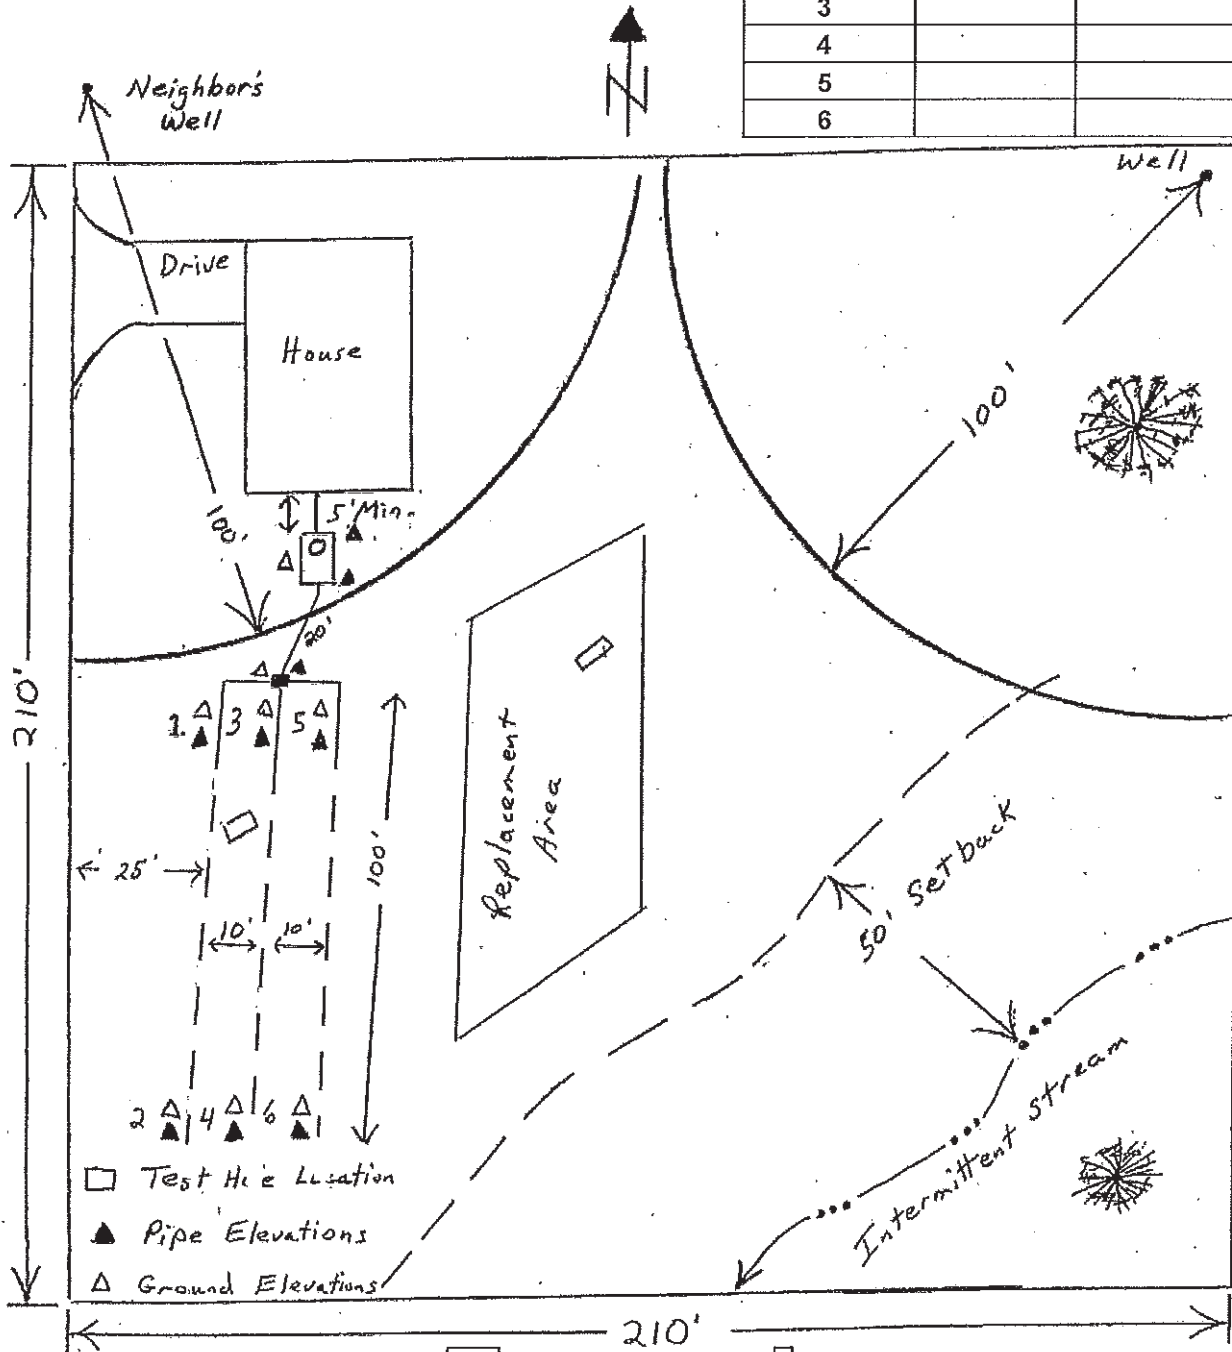 3
4
5
6
Neighbor's
Well
N
Well
Drive
House
100'
5' Min.
100'
20'
210'
1. 3 5
Replacement
Area
100'
25'
10' 10'
50' Setback
2 4 6
Intermittent stream
Test Location
Pipe Elevations
Ground Elevations
210'